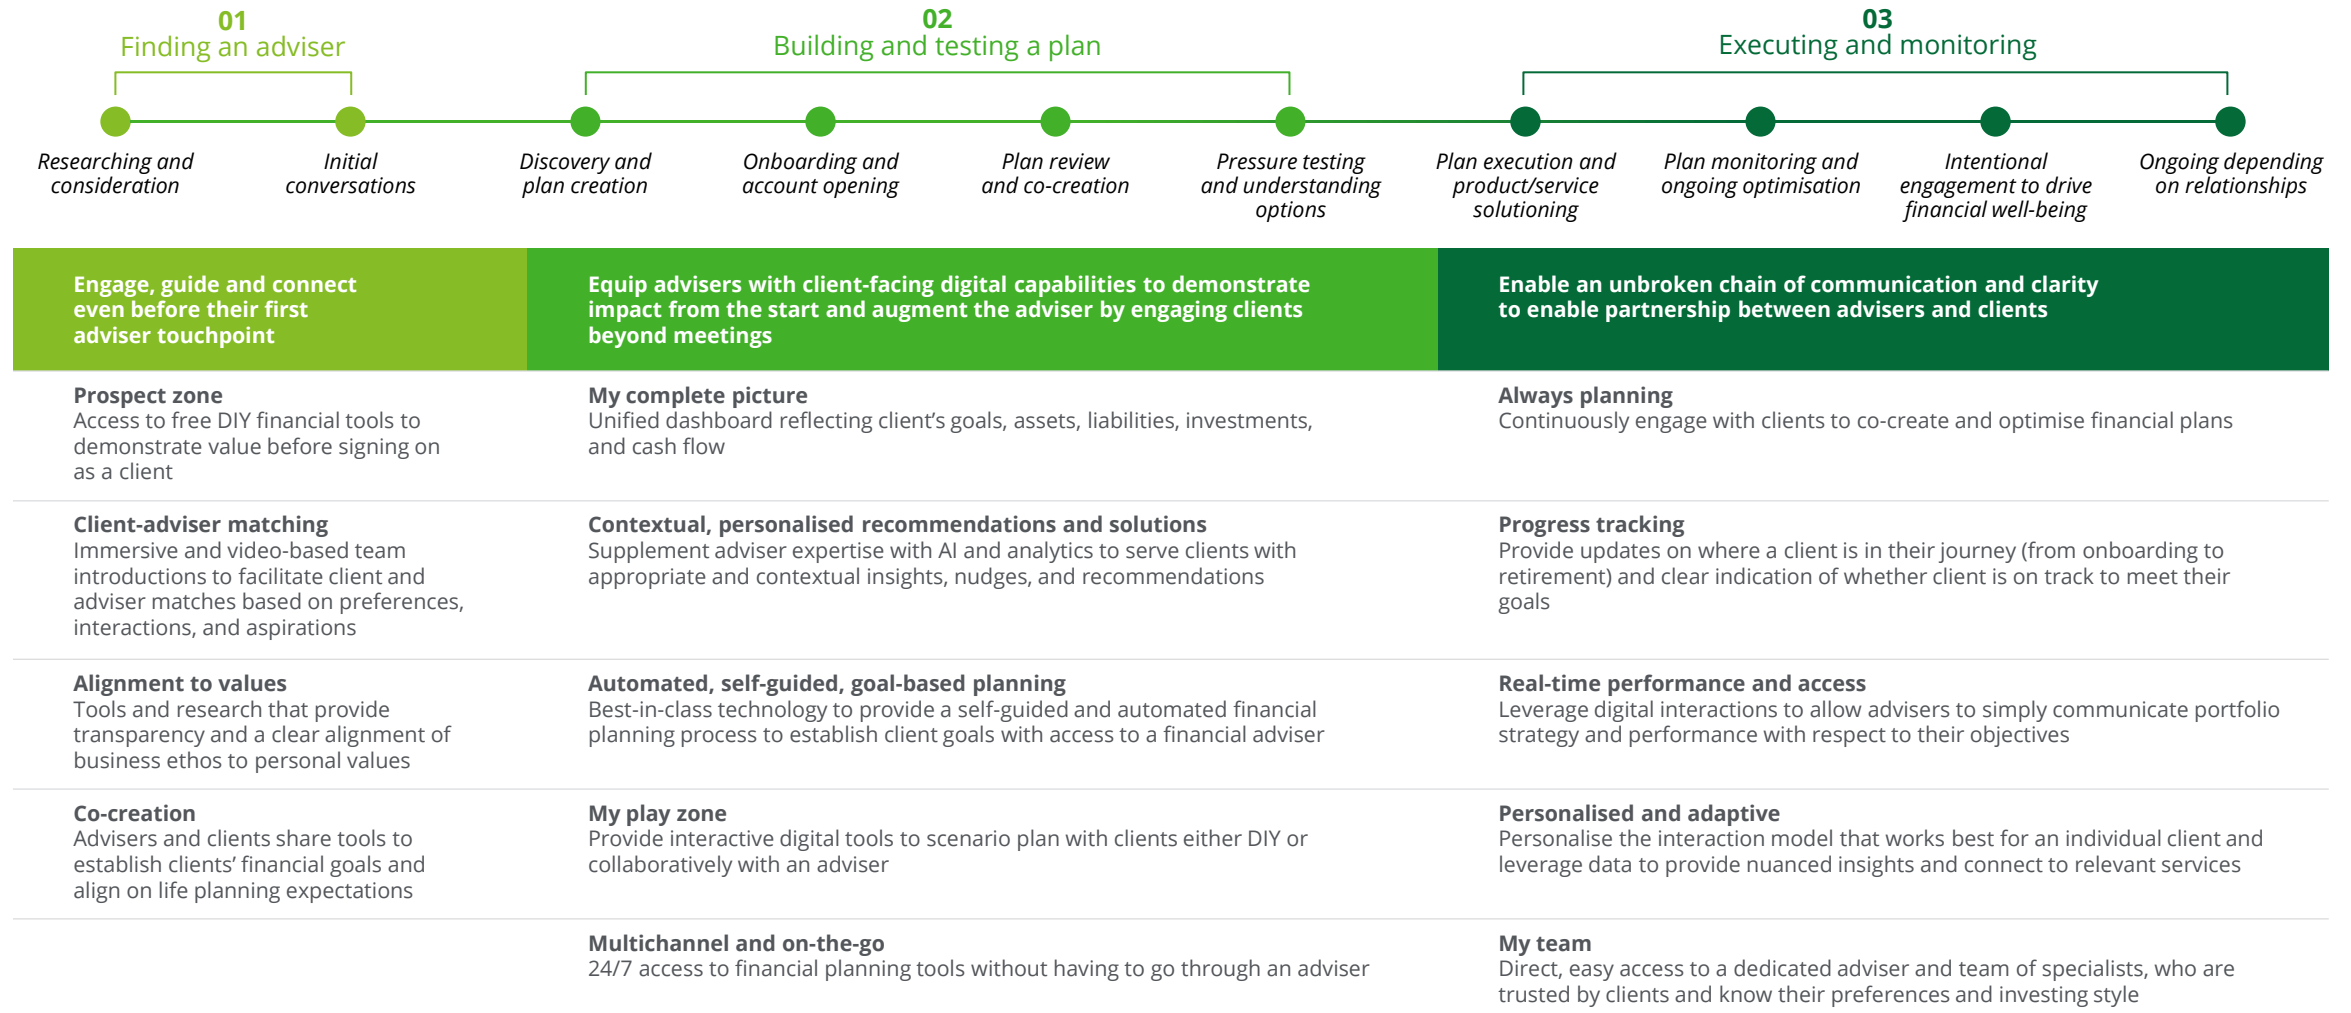 01
Finding an adviser
02
Building and testing a plan
03
Executing and monitoring
Researching and
consideration
Initial
conversations
Discovery and
plan creation
Onboarding and
account opening
Plan review
and co-creation
Pressure testing
and understanding
options
Plan execution and
product/service
solutioning
Plan monitoring and
ongoing optimisation
Intentional
engagement to drive
financial well-being
Ongoing depending
on relationships
Engage, guide and connect
even before their first
adviser touchpoint
Equip advisers with client-facing digital capabilities to demonstrate
impact from the start and augment the adviser by engaging clients
beyond meetings
Enable an unbroken chain of communication and clarity
to enable partnership between advisers and clients
Prospect zone
Access to free DIY financial tools to
demonstrate value before signing on
as a client
My complete picture
Unified dashboard reflecting client’s goals, assets, liabilities, investments,
and cash flow
Always planning
Continuously engage with clients to co-create and optimise financial plans
Client-adviser matching
Immersive and video-based team
introductions to facilitate client and
adviser matches based on preferences,
interactions, and aspirations
Contextual, personalised recommendations and solutions
Supplement adviser expertise with AI and analytics to serve clients with
appropriate and contextual insights, nudges, and recommendations
Progress tracking
Provide updates on where a client is in their journey (from onboarding to
retirement) and clear indication of whether client is on track to meet their
goals
Alignment to values
Tools and research that provide
transparency and a clear alignment of
business ethos to personal values
Automated, self-guided, goal-based planning
Best-in-class technology to provide a self-guided and automated financial
planning process to establish client goals with access to a financial adviser
Real-time performance and access
Leverage digital interactions to allow advisers to simply communicate portfolio
strategy and performance with respect to their objectives
Co-creation
Advisers and clients share tools to
establish clients’ financial goals and
align on life planning expectations
My play zone
Provide interactive digital tools to scenario plan with clients either DIY or
collaboratively with an adviser
Personalised and adaptive
Personalise the interaction model that works best for an individual client and
leverage data to provide nuanced insights and connect to relevant services
Multichannel and on-the-go
24/7 access to financial planning tools without having to go through an adviser
My team
Direct, easy access to a dedicated adviser and team of specialists, who are
trusted by clients and know their preferences and investing style